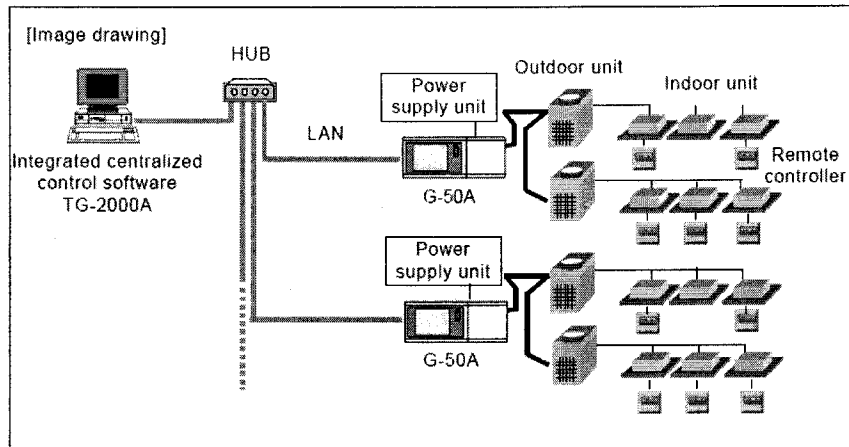 [Image drawing]
HUB
Integrated centralized
control software
TG-2000A
LAN
Power
supply unit
G-50A
Outdoor unit
Indoor unit
Remote
controller
Power
supply unit
G-50A